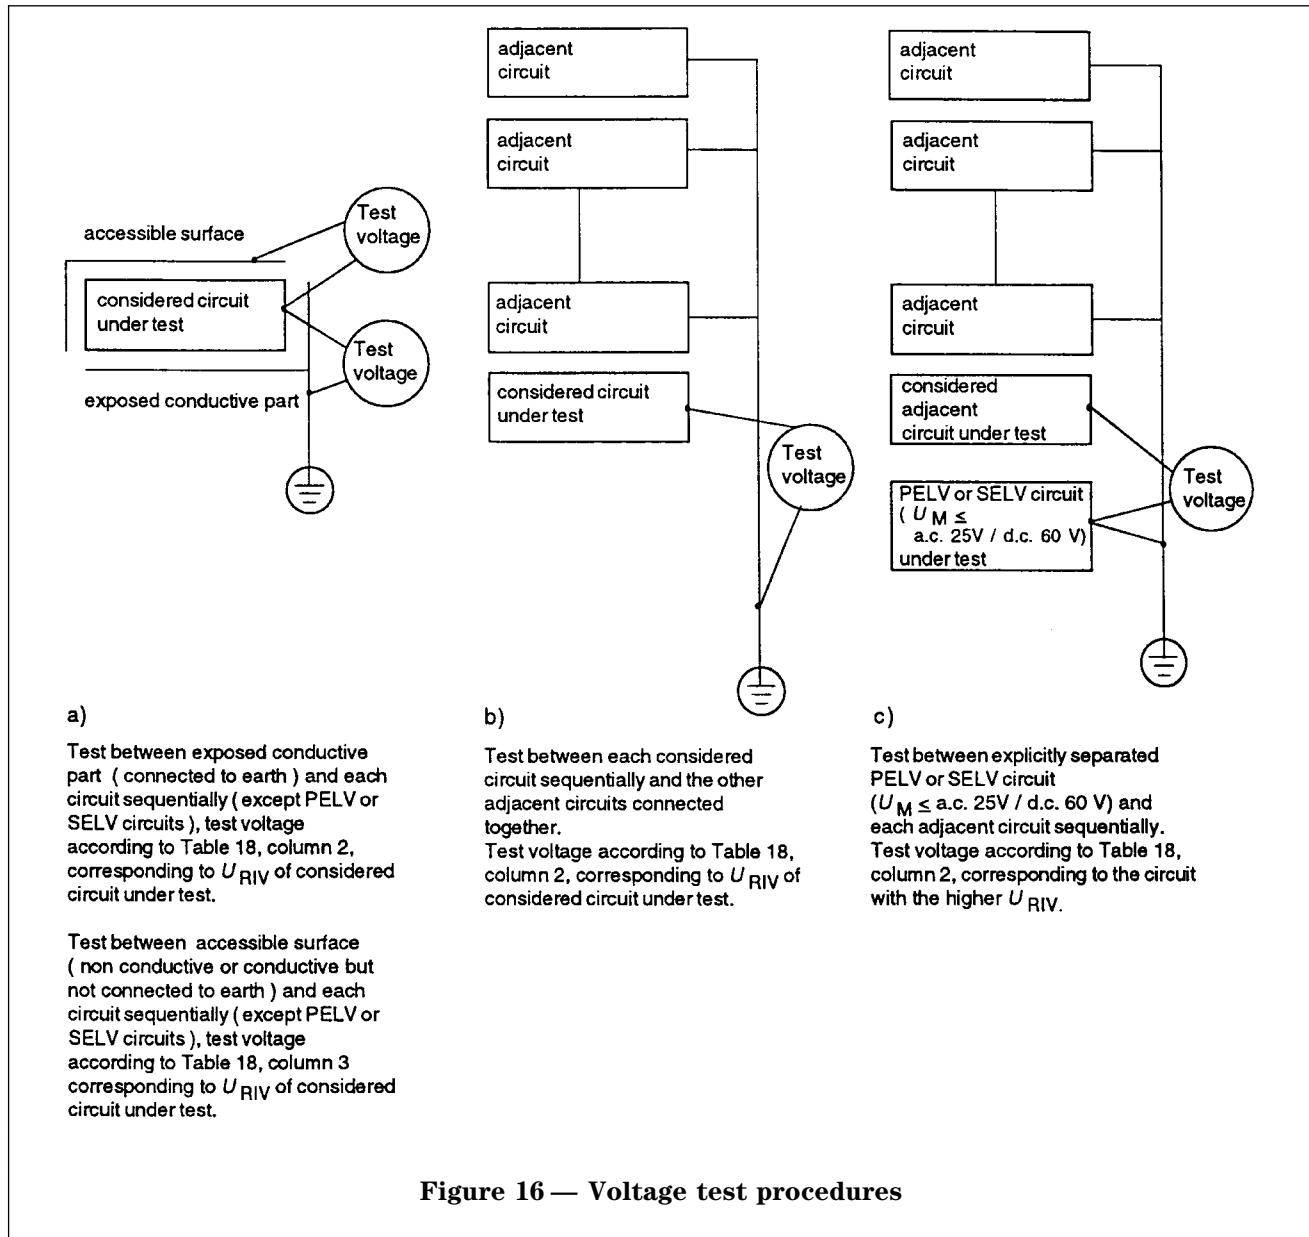 accessible surface
considered circuit
under test
exposed conductive part
Test
voltage
Test
voltage
a)
Test between exposed conductive
part ( connected to earth ) and each
circuit sequentially ( except PELV or
SELV circuits ), test voltage
according to Table 18, column 2,
corresponding to U RIV of considered
circuit under test.
Test between accessible surface
( non conductive or conductive but
not connected to earth ) and each
circuit sequentially ( except PELV or
SELV circuits ), test voltage
according to Table 18, column 3
corresponding to U RIV of considered
circuit under test.
adjacent
circuit
adjacent
circuit
adjacent
circuit
considered circuit
under test
Test
voltage
b)
Test between each considered
circuit sequentially and the other
adjacent circuits connected
together.
Test voltage according to Table 18,
column 2, corresponding to U RIV of
considered circuit under test.
adjacent
circuit
adjacent
circuit
adjacent
circuit
considered
adjacent
circuit under test
PELV or SELV circuit
( U M ≤
a.c. 25V / d.c. 60 V)
under test
Test
voltage
c)
Test between explicitly separated
PELV or SELV circuit
(U M ≤ a.c. 25V / d.c. 60 V) and
each adjacent circuit sequentially.
Test voltage according to Table 18,
column 2, corresponding to the circuit
with the higher U RIV.
Figure 16 — Voltage test procedures